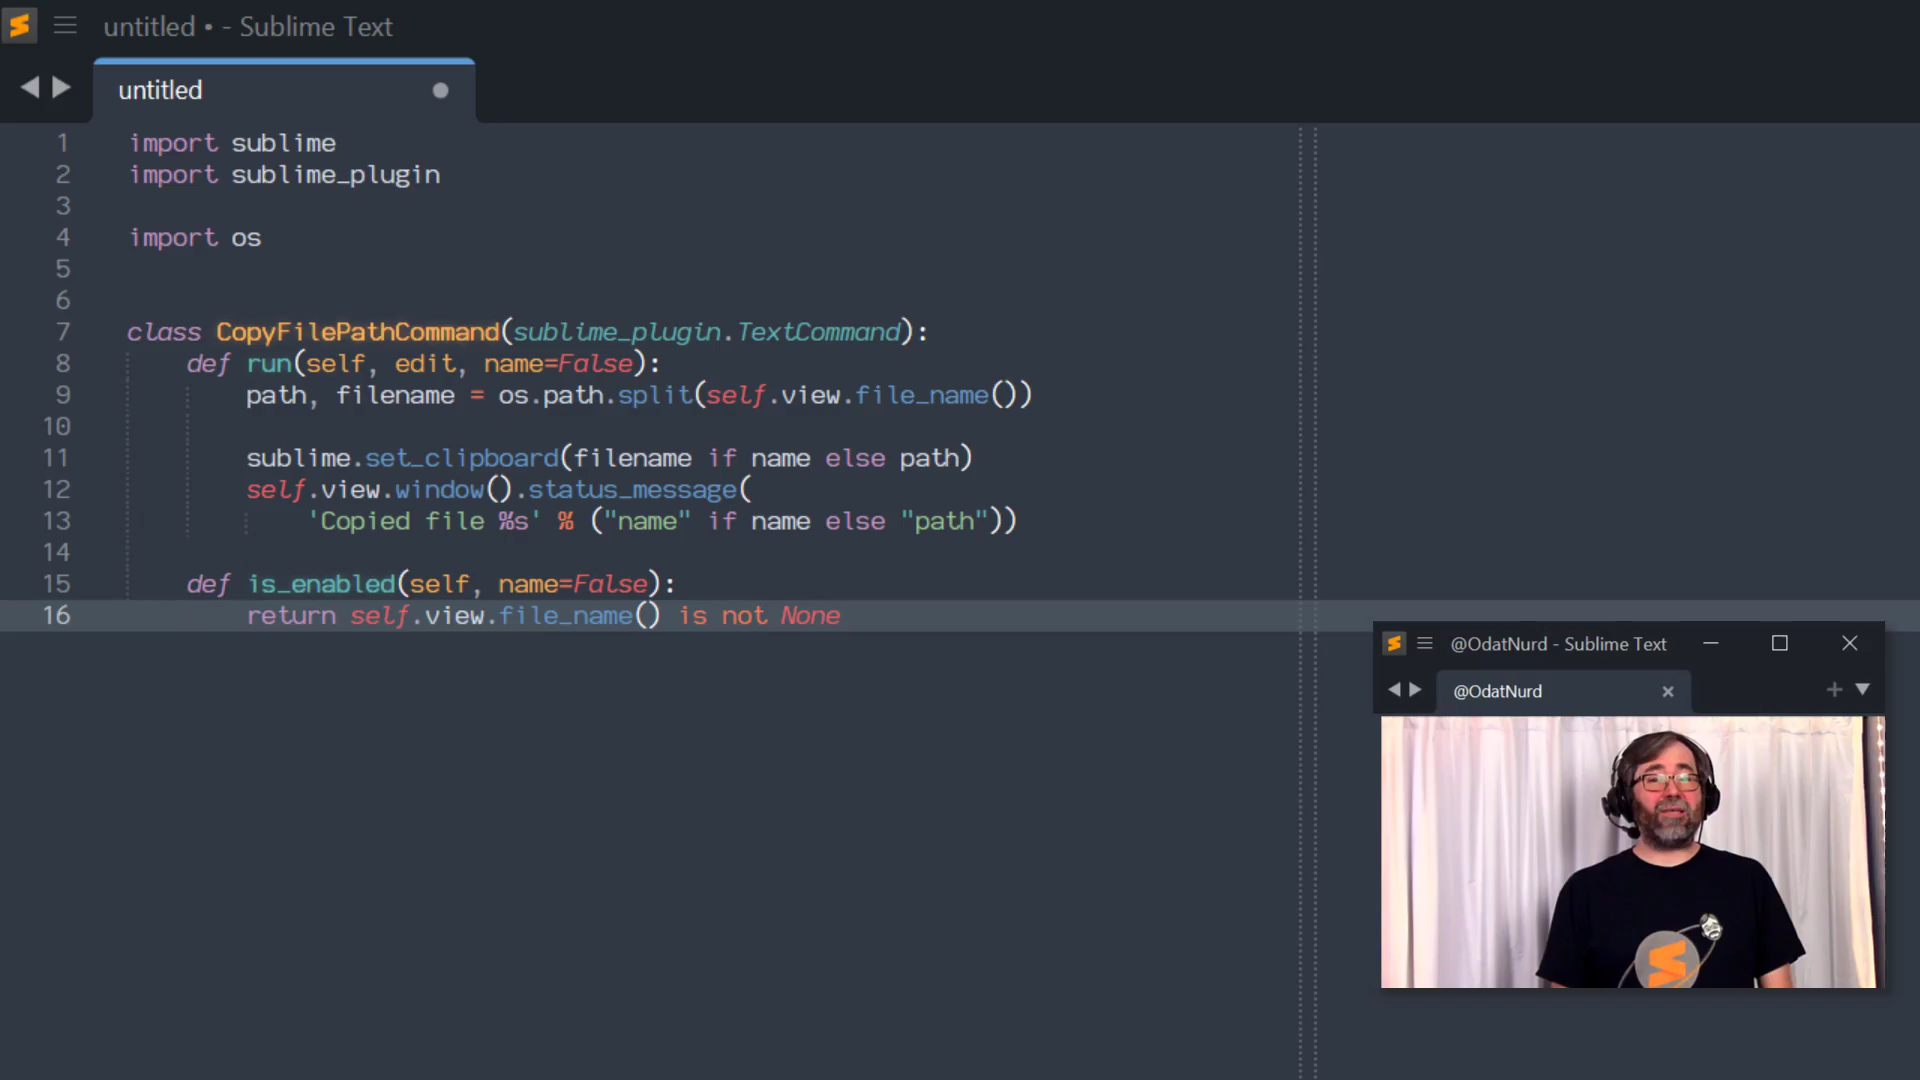 untitled • - Sublime Text
untitled
1 import sublime
2 import sublime_plugin
3
4 import os
5
6
7 class CopyFilePathCommand(sublime_plugin.TextCommand):
8     def run(self, edit, name=False):
9         path, filename = os.path.split(self.view.file_name())
10
11         sublime.set_clipboard(filename if name else path)
12         self.view.window().status_message(
13             'Copied file %s' % ("name" if name else "path"))
14
15     def is_enabled(self, name=False):
16         return self.view.file_name() is not None
@OdatNurd - Sublime Text
@OdatNurd